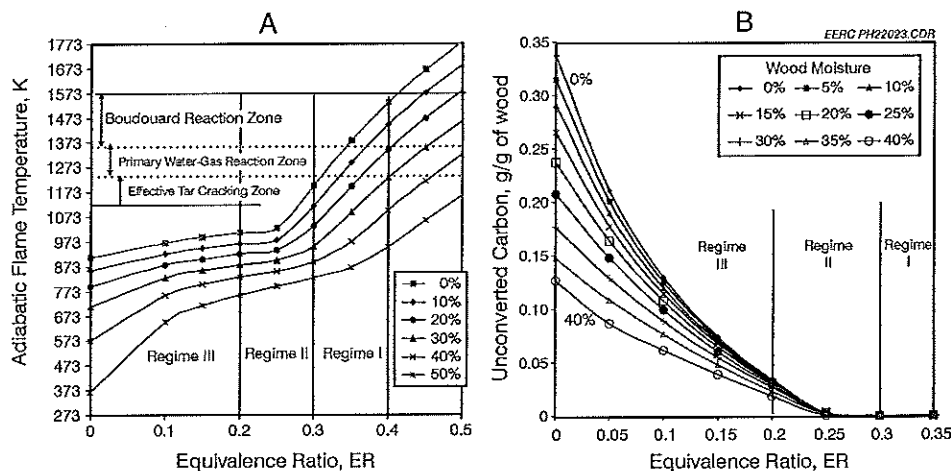 A
Adiabatic Flame Temperature, K
1773
1673
1573
1473
1373
1273
1173
1073
973
873
773
673
573
473
373
273
Boudouard Reaction Zone
Primary Water-Gas Reaction Zone
Effective Tar Cracking Zone
Regime III
Regime II
Regime I
0%
10%
20%
30%
40%
50%
0
0.1
0.2
0.3
0.4
0.5
Equivalence Ratio, ER
B
EERC PH22023.CDR
Unconverted Carbon, g/g of wood
0.35
0.30
0.25
0.20
0.15
0.10
0.05
0
0%
40%
Wood Moisture
0% 5% 10%
15% 20% 25%
30% 35% 40%
Regime
III
Regime
II
Regime
I
0 0.05 0.1 0.15 0.2 0.25 0.3 0.35
Equivalence Ratio, ER